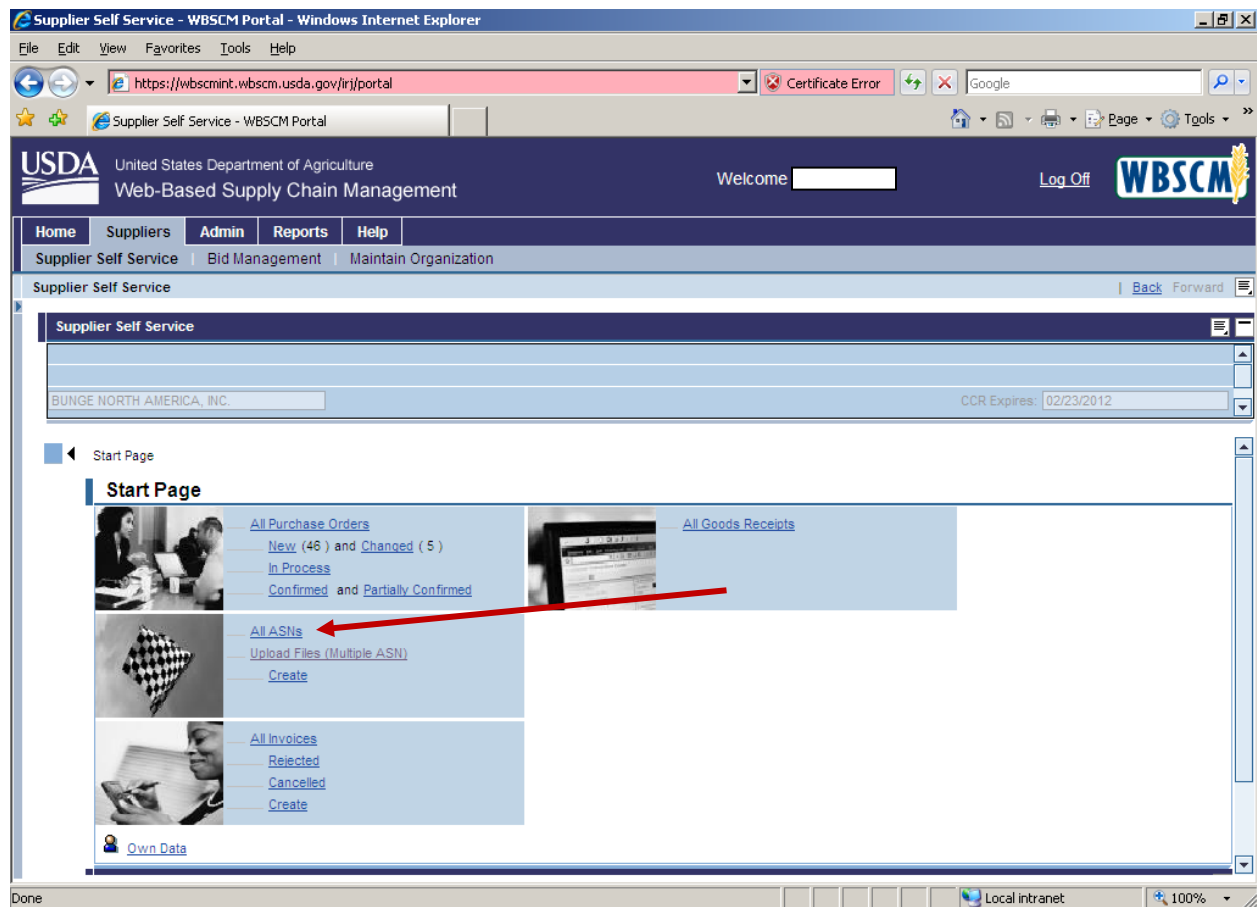 Supplier Self Service - WBSCM Portal - Windows Internet Explorer
File Edit View Favorites Tools Help
https://wbscmint.wbscm.usda.gov/irj/portal Certificate Error Google
Supplier Self Service - WBSCM Portal Page Tools »
USDA United States Department of Agriculture
Web-Based Supply Chain Management Welcome Log Off WBSCM
Home Suppliers Admin Reports Help
Supplier Self Service | Bid Management | Maintain Organization
Supplier Self Service | Back Forward
Supplier Self Service
BUNGE NORTH AMERICA, INC. CCR Expires: 02/23/2012
Start Page
Start Page
All Purchase Orders
New (46 ) and Changed ( 5 )
In Process
Confirmed and Partially Confirmed
All Goods Receipts
All ASNs
Upload Files (Multiple ASN)
Create
All Invoices
Rejected
Cancelled
Create
Own Data
Done Local intranet 100%